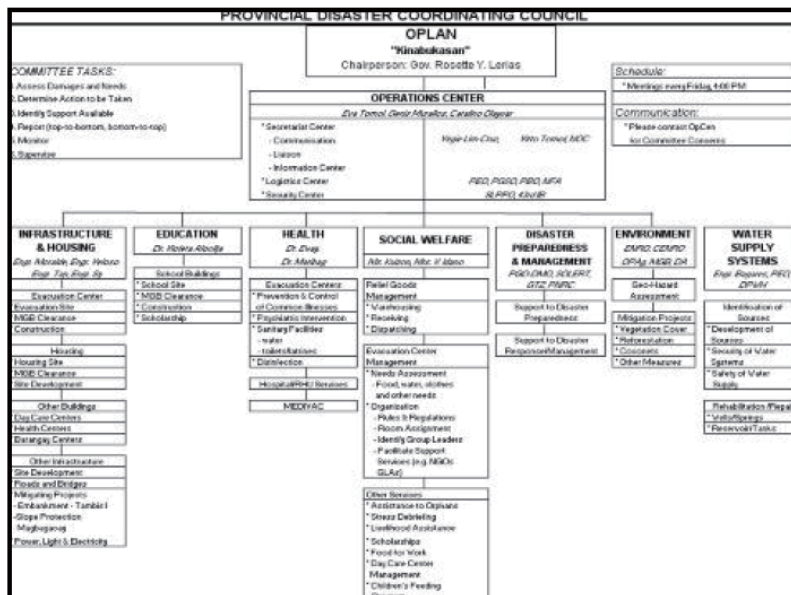 PROVINCIAL DISASTER COORDINATING COUNCIL
OPLAN
"Kinabukasan"
Chairperson: Gov. Rosette Y. Lerias
COMMITTEE TASKS:
Assess Damages and Needs
Determine Action to be Taken
Identify Support Available
Report (top-to-bottom, bottom-to-top)
Monitor
Supervise
Schedule:
* Meetings every Friday, 4:00 PM
Communication:
* Please contact OpCen
for Committee Concerns
OPERATIONS CENTER
* Secretariat Center
- Communication
- Liaison
- Information Center
* Logistics Center
* Security Center
INFRASTRUCTURE
& HOUSING
Evacuation Center
Evacuation Site
MGB Clearance
Construction
Housing
Housing Site
MGB Clearance
Site Development
Other Buildings
* Day Care Centers
Health Centers
Barangay Centers
Other Infrastructure
* Site Development
Roads and Bridges
* Mitigating Projects
- Embankment - Tambis I
- Slope Protection
* Power, Light & Electricity
EDUCATION
School Buildings
* School Site
* MGB Clearance
* Construction
* Scholarship
HEALTH
Evacuation Centers
* Prevention & Control
of Common Illnesses
* Psychiatric Intervention
* Sanitary Facilities
- water
- toilets/latrines
* Disinfection
Hospital/RHU Services
MEDIVAC
SOCIAL WELFARE
Relief Goods
Management
* Warehousing
* Receiving
* Dispatching
Evacuation Center
Management
* Needs Assessment
- Food, water, clothes
and other needs
* Organization
- Rules & Regulations
- Room Assignment
- Identify Group Leaders
- Facilitate Support
Services (e.g. NGOs
Other Services
* Assistance to Orphans
* Stress Debriefing
* Livelihood Assistance
* Scholarships
* Food for Work
* Day Care Center
Management
* Children's Feeding
DISASTER
PREPAREDNESS
& MANAGEMENT
Support to Disaster
Preparedness
Support to Disaster
Response/Management
ENVIRONMENT
Geo-Hazard
Assessment
Mitigation Projects
* Vegetation Cover
* Reforestation
* Coconets
* Other Measures
WATER
SUPPLY
SYSTEMS
Identification of
Sources
* Development of
Sources
* Security of Water
Systems
* Safety of Water
Supply
Rehabilitation/Repair
* Wells/Springs
* Reservoir/Tasks